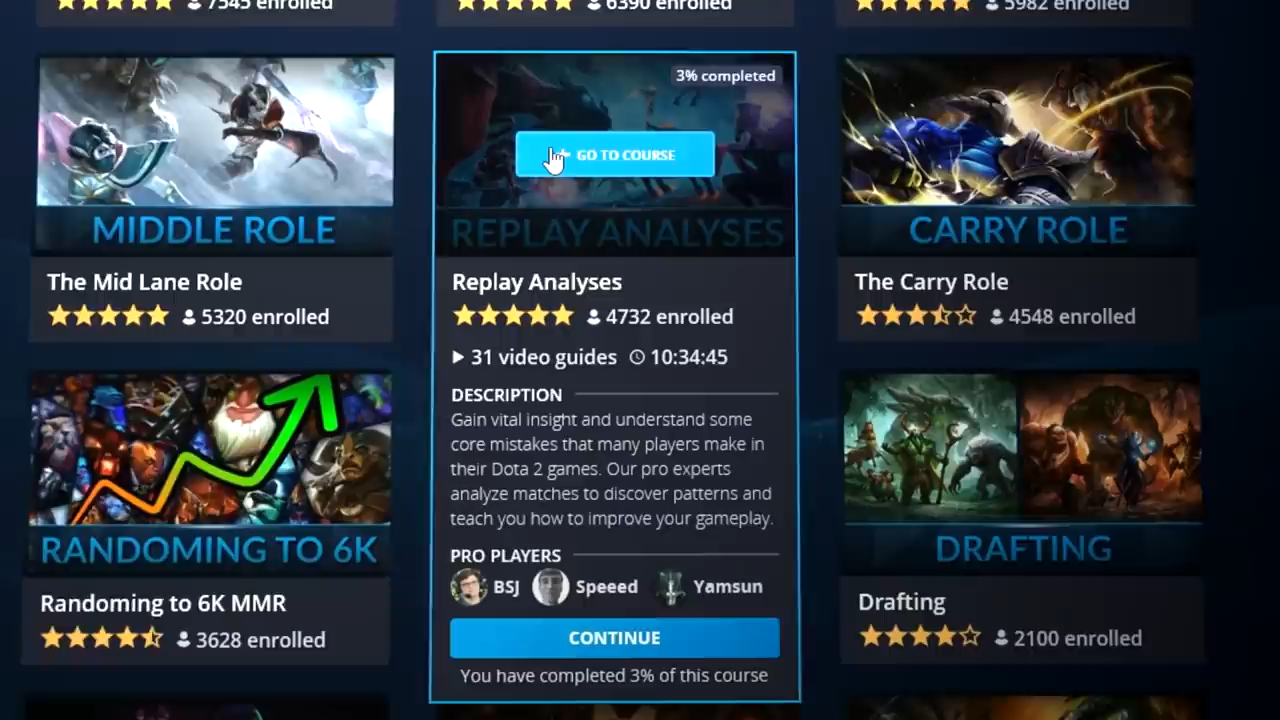 7545 enrolled
6390 enrolled
5982 enrolled
MIDDLE ROLE
The Mid Lane Role
5320 enrolled
3% completed
GO TO COURSE
REPLAY ANALYSES
Replay Analyses
4732 enrolled
31 video guides 10:34:45
DESCRIPTION
Gain vital insight and understand some
core mistakes that many players make in
their Dota 2 games. Our pro experts
analyze matches to discover patterns and
teach you how to improve your gameplay.
PRO PLAYERS
BSJ Speeed Yamsun
CONTINUE
You have completed 3% of this course
CARRY ROLE
The Carry Role
4548 enrolled
RANDOMING TO 6K
Randoming to 6K MMR
3628 enrolled
DRAFTING
Drafting
2100 enrolled